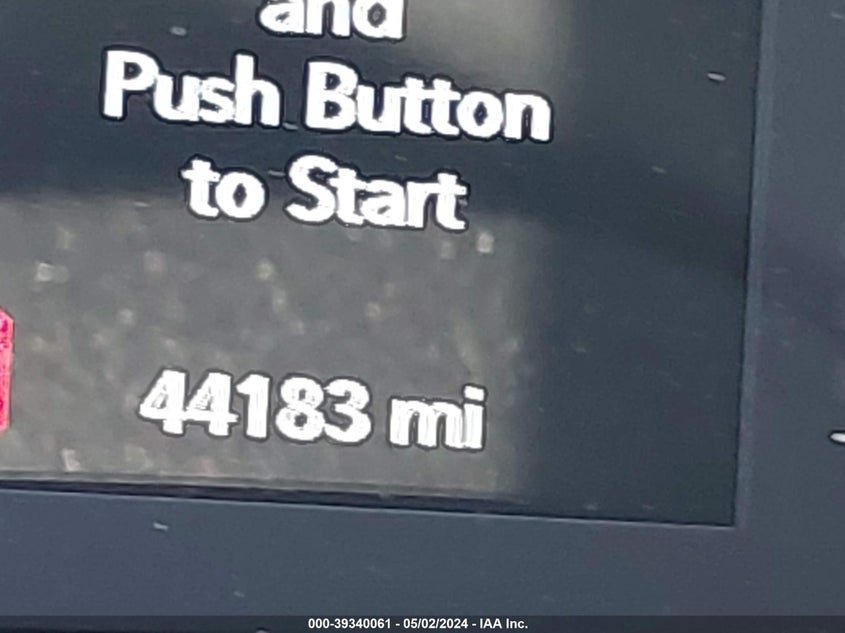 and
Push Button
to Start
44183 mi
000-39340061 - 05/02/2024 - IAA Inc.